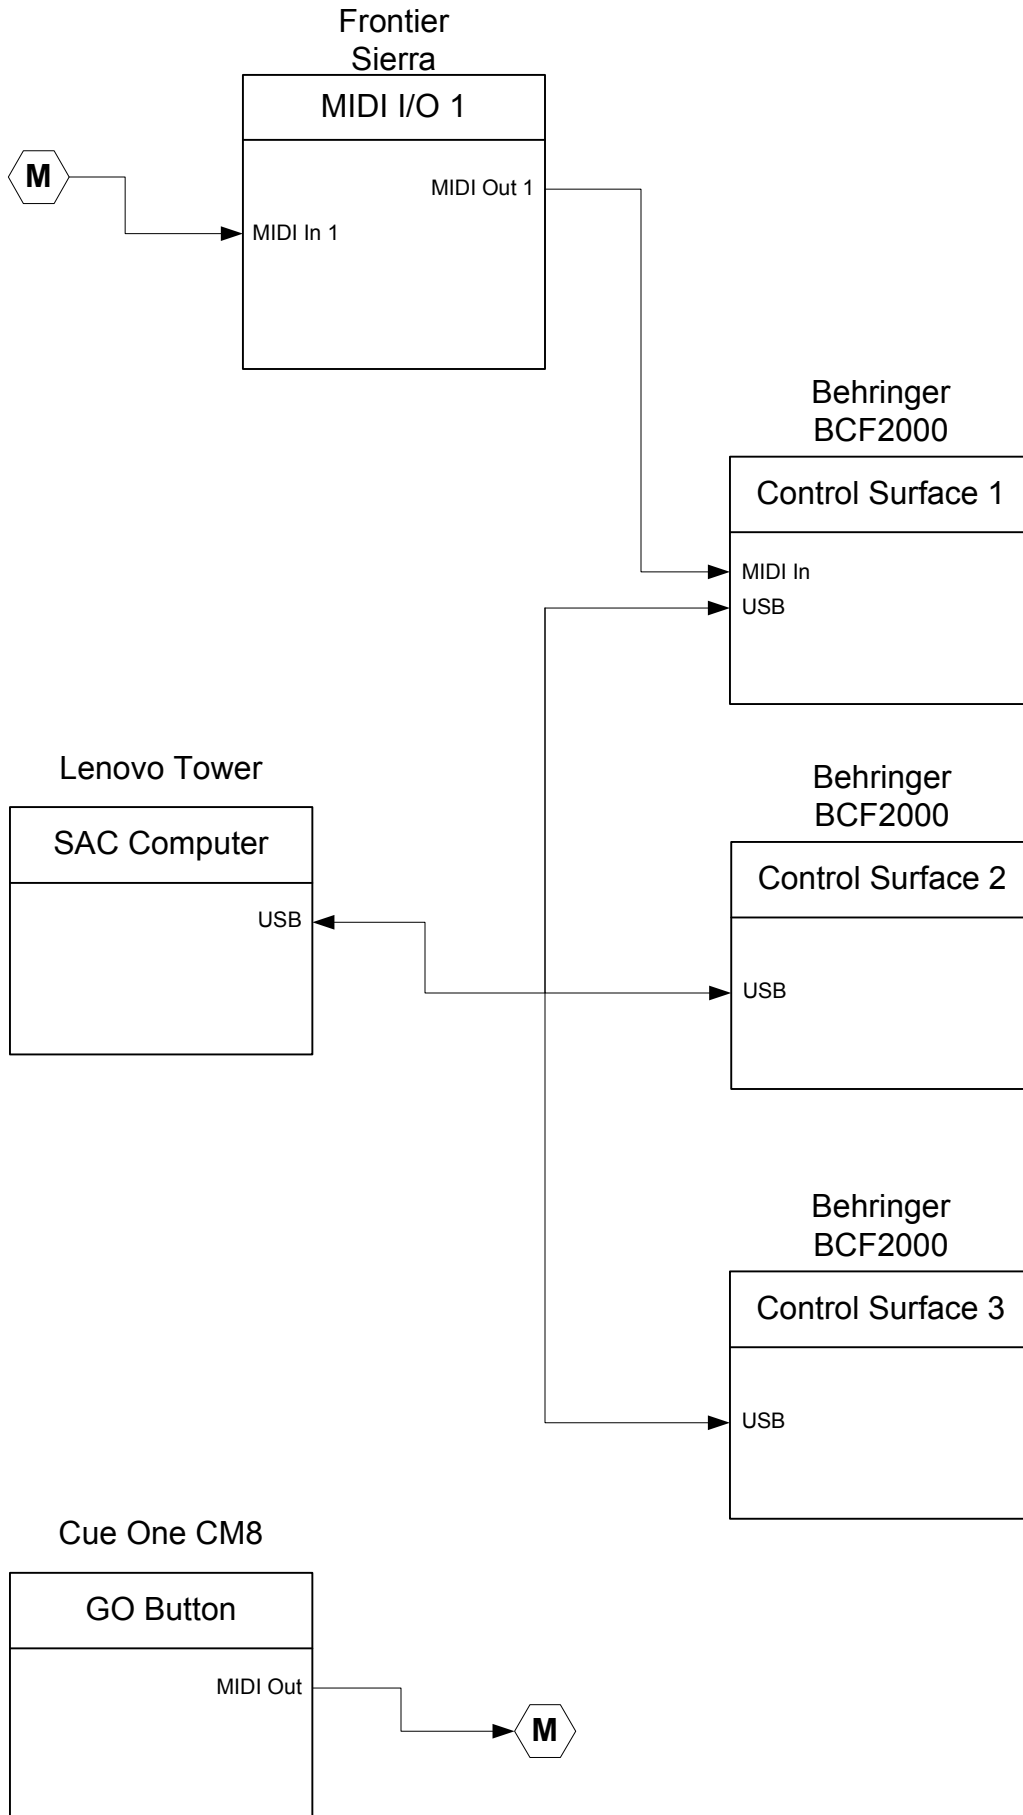 Frontier
Sierra
MIDI I/O 1
M
MIDI Out 1
MIDI In 1
Behringer
BCF2000
Control Surface 1
MIDI In
USB
Lenovo Tower
SAC Computer
USB
Behringer
BCF2000
Control Surface 2
USB
Behringer
BCF2000
Control Surface 3
USB
Cue One CM8
GO Button
MIDI Out
M